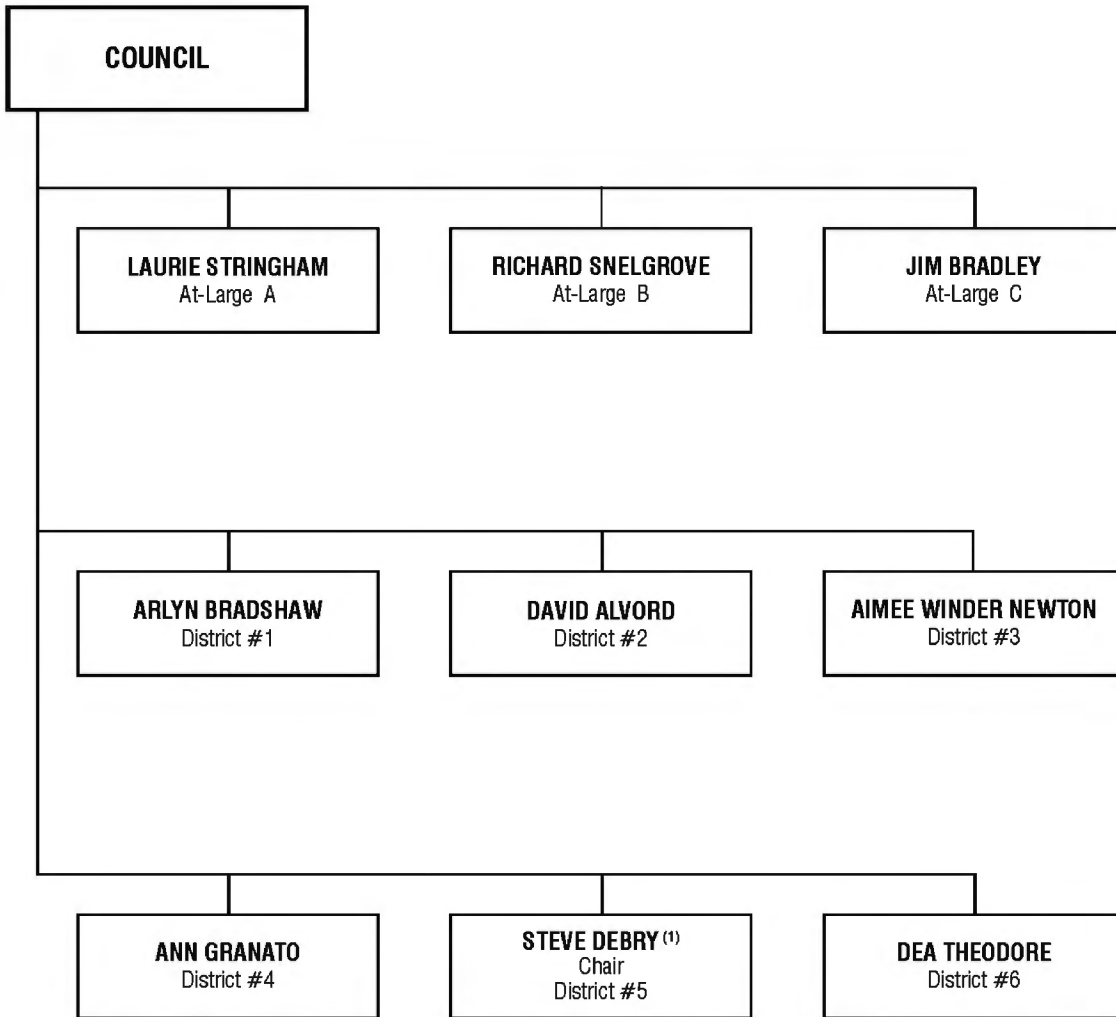 COUNCIL
LAURIE STRINGHAM
At-Large A
RICHARD SNELGROVE
At-Large B
JIM BRADLEY
At-Large C
ARLYN BRADSHAW
District #1
DAVID ALVORD
District #2
AIMEE WINDER NEWTON
District #3
ANN GRANATO
District #4
STEVE DEBRY (1)
Chair
District #5
DEA THEODORE
District #6